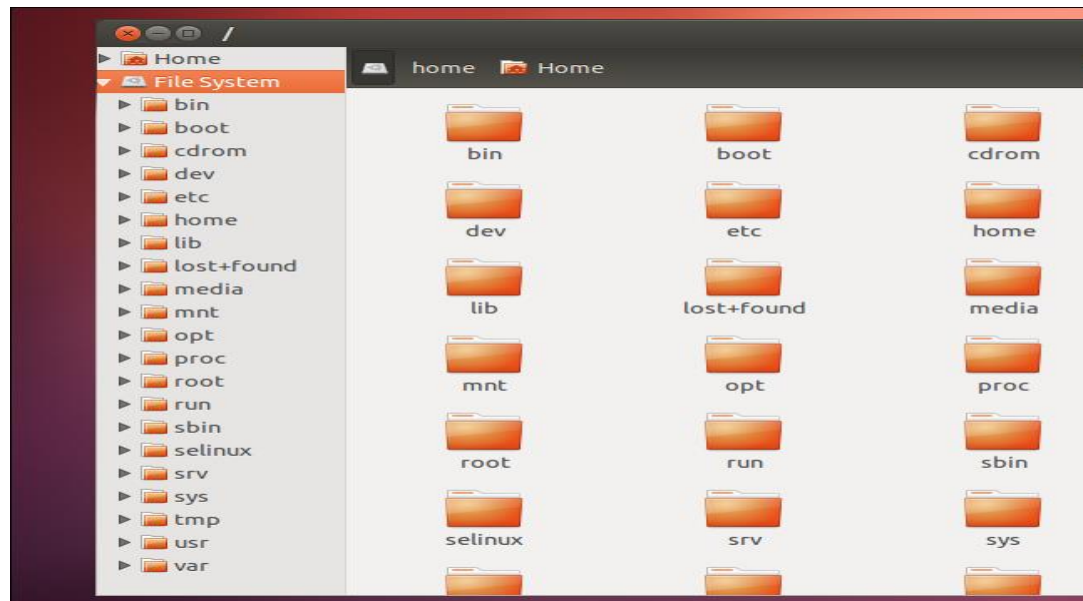 /
Home
File System
bin
boot
cdrom
dev
etc
home
lib
lost+found
media
mnt
opt
proc
root
run
sbin
selinux
srv
sys
tmp
usr
var
home Home
bin boot cdrom
dev etc home
lib lost+found media
mnt opt proc
root run sbin
selinux srv sys